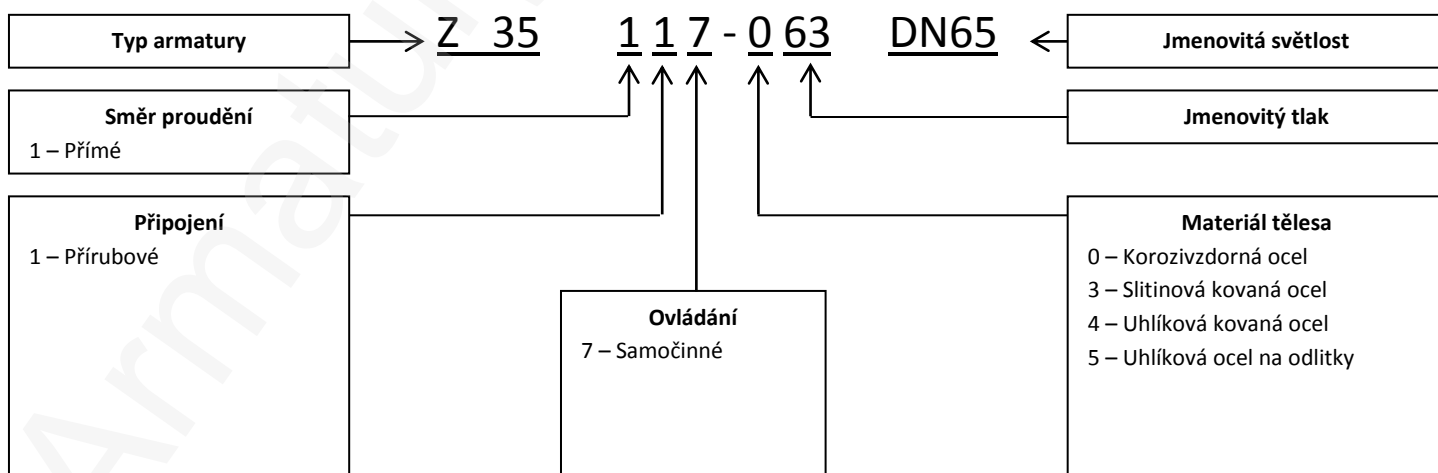 Typ armatury
Z 35 1 1 7 - 0 63 DN65
Jmenovitá světlost
Směr proudění
1 – Přímé
Jmenovitý tlak
Připojení
1 – Přírubové
Materiál tělesa
0 – Korozivzdorná ocel
3 – Slitinová kovaná ocel
4 – Uhlíková kovaná ocel
5 – Uhlíková ocel na odlitky
Ovládání
7 – Samočinné
Armatu